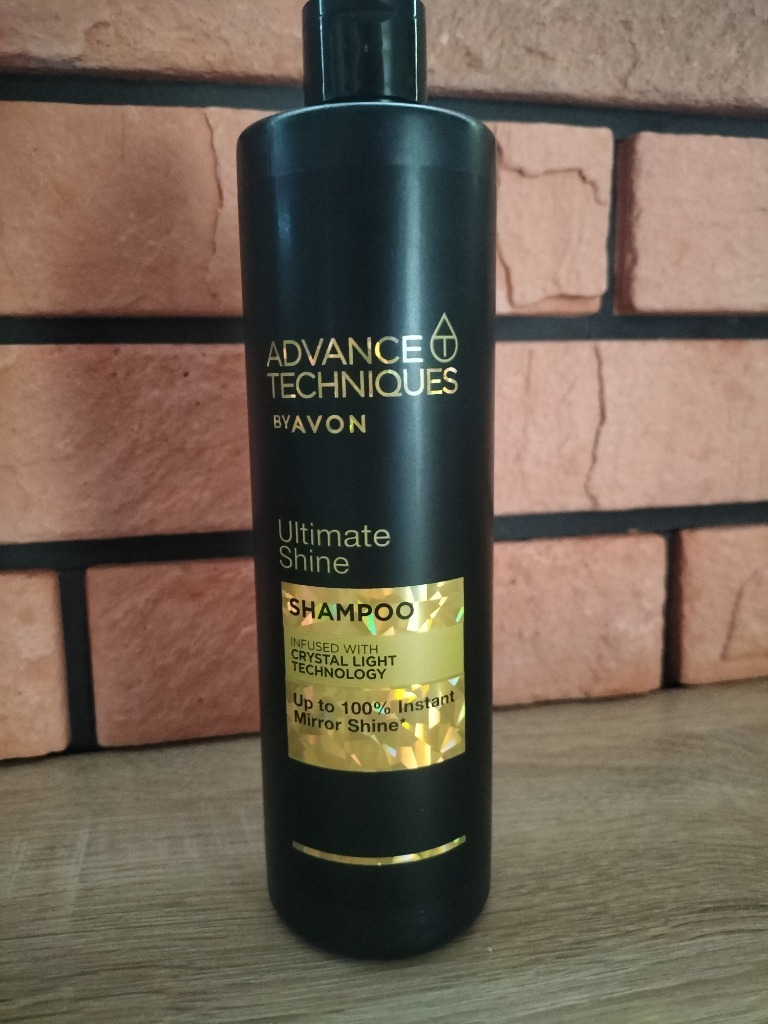 ADVANCE T
TECHNIQUES
BY AVON
Ultimate
Shine
SHAMPOO
INFUSED WITH
CRYSTAL LIGHT
TECHNOLOGY
Up to 100% Instant
Mirror Shine*